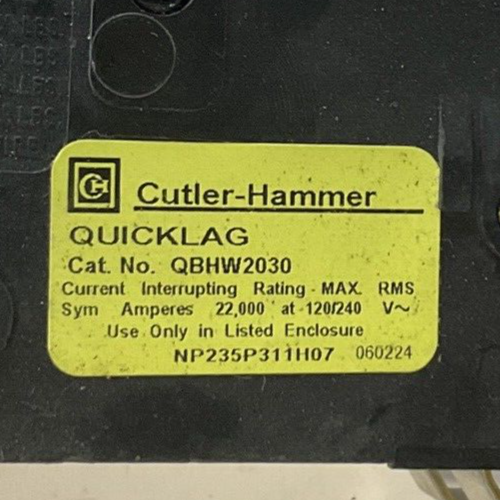 CH Cutler-Hammer
QUICKLAG
Cat. No. QBHW2030
Current Interrupting Rating - MAX. RMS
Sym Amperes 22,000 at 120/240 V~
Use Only in Listed Enclosure
NP235P311H07 060224